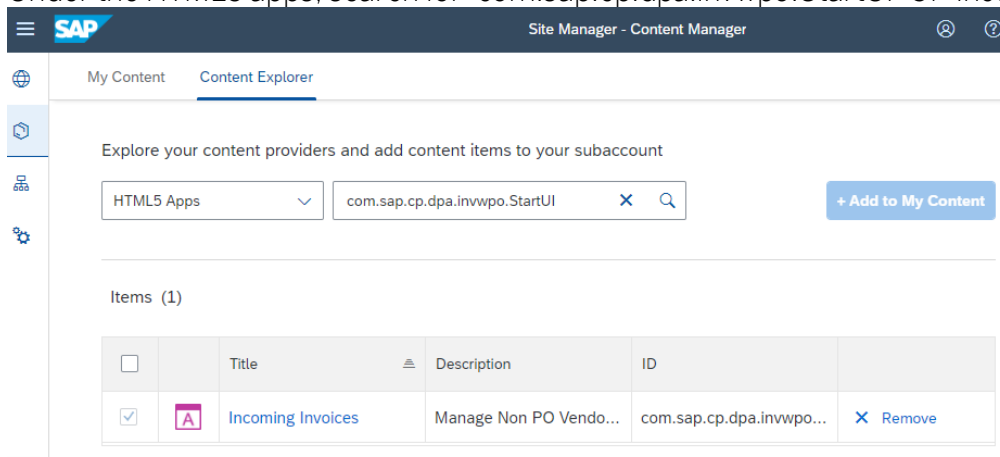 SAP
Site Manager - Content Manager
My Content Content Explorer
Explore your content providers and add content items to your subaccount
HTML5 Apps com.sap.cp.dpa.invwpo.StartUI + Add to My Content
Items (1)
Title Description ID
A Incoming Invoices Manage Non PO Vendo... com.sap.cp.dpa.invwpo... Remove